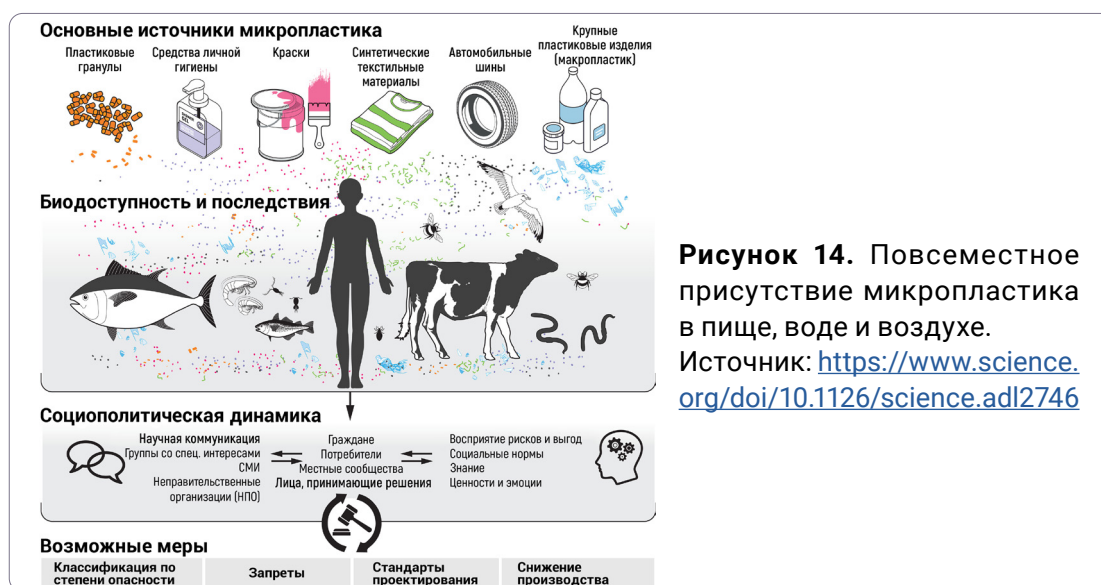 Основные источники микропластика
Пластиковые
гранулы
Средства личной
гигиены
Краски
Синтетические
текстильные
материалы
Автомобильные
шины
Крупные
пластиковые изделия
(макропластик)
Биодоступность и последствия
Социополитическая динамика
Научная коммуникация
Группы со спец. интересами
СМИ
Неправительственные
организации (НПО)
Граждане
Потребители
Местные сообщества
Лица, принимающие решения
Восприятие рисков и выгод
Социальные нормы
Знание
Ценности и эмоции
Возможные меры
Классификация по
степени опасности
Запреты
Стандарты
проектирования
Снижение
производства
Рисунок 14. Повсеместное
присутствие микропластика
в пище, воде и воздухе.
Источник: https://www.science.
org/doi/10.1126/science.adl2746